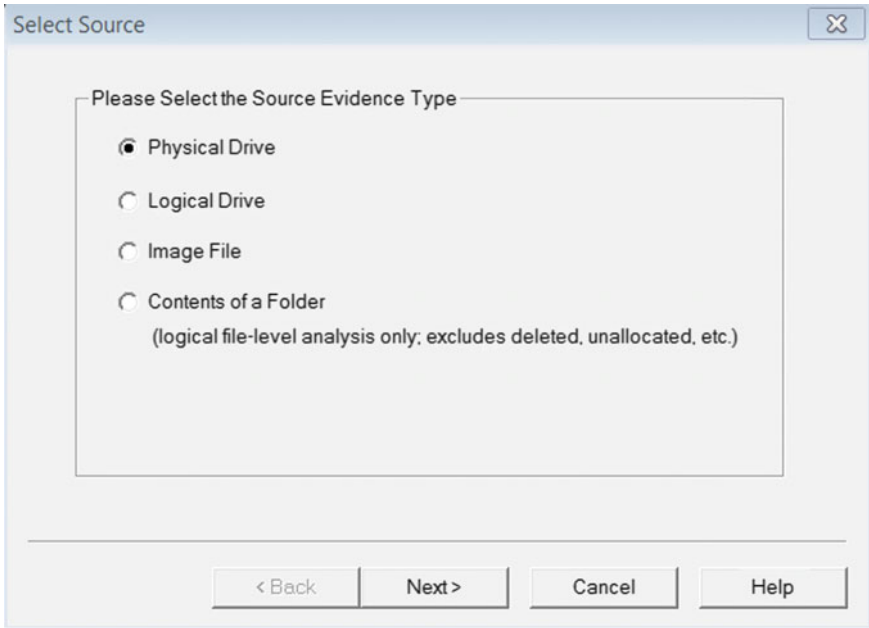 Select Source
Please Select the Source Evidence Type
Physical Drive
Logical Drive
Image File
Contents of a Folder
(logical file-level analysis only; excludes deleted, unallocated, etc.)
< Back
Next >
Cancel
Help